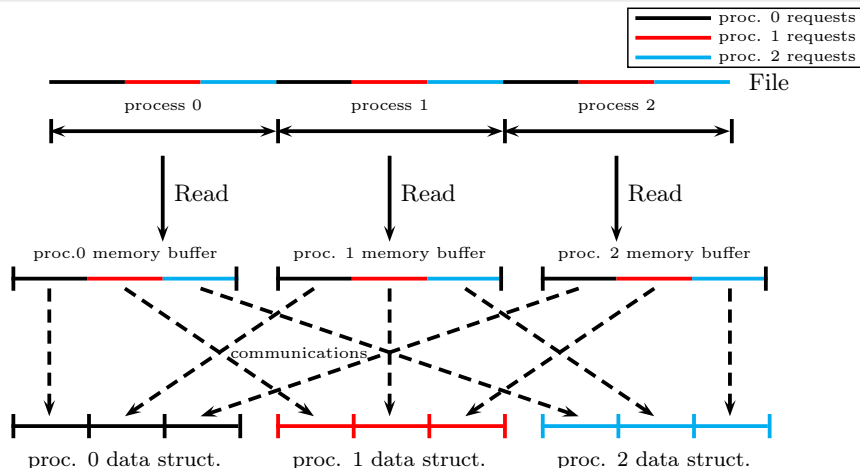 proc. 0 requests
proc. 1 requests
proc. 2 requests
File
process 0 process 1 process 2
Read Read Read
proc.0 memory buffer proc. 1 memory buffer proc. 2 memory buffer
communications
proc. 0 data struct. proc. 1 data struct. proc. 2 data struct.